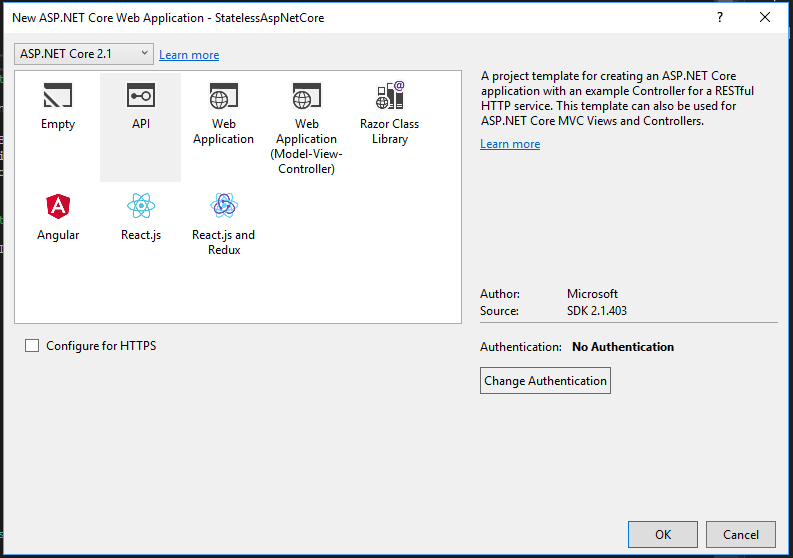 New ASP.NET Core Web Application - StatelessAspNetCore
?
ASP.NET Core 2.1
Learn more
Empty
API
Web
Application
Web
Application
(Model-View-
Controller)
Razor Class
Library
Angular
React.js
React.js and
Redux
A project template for creating an ASP.NET Core
application with an example Controller for a RESTful
HTTP service. This template can also be used for
ASP.NET Core MVC Views and Controllers.
Learn more
Author: Microsoft
Source: SDK 2.1.403
Configure for HTTPS
Authentication: No Authentication
Change Authentication
OK
Cancel